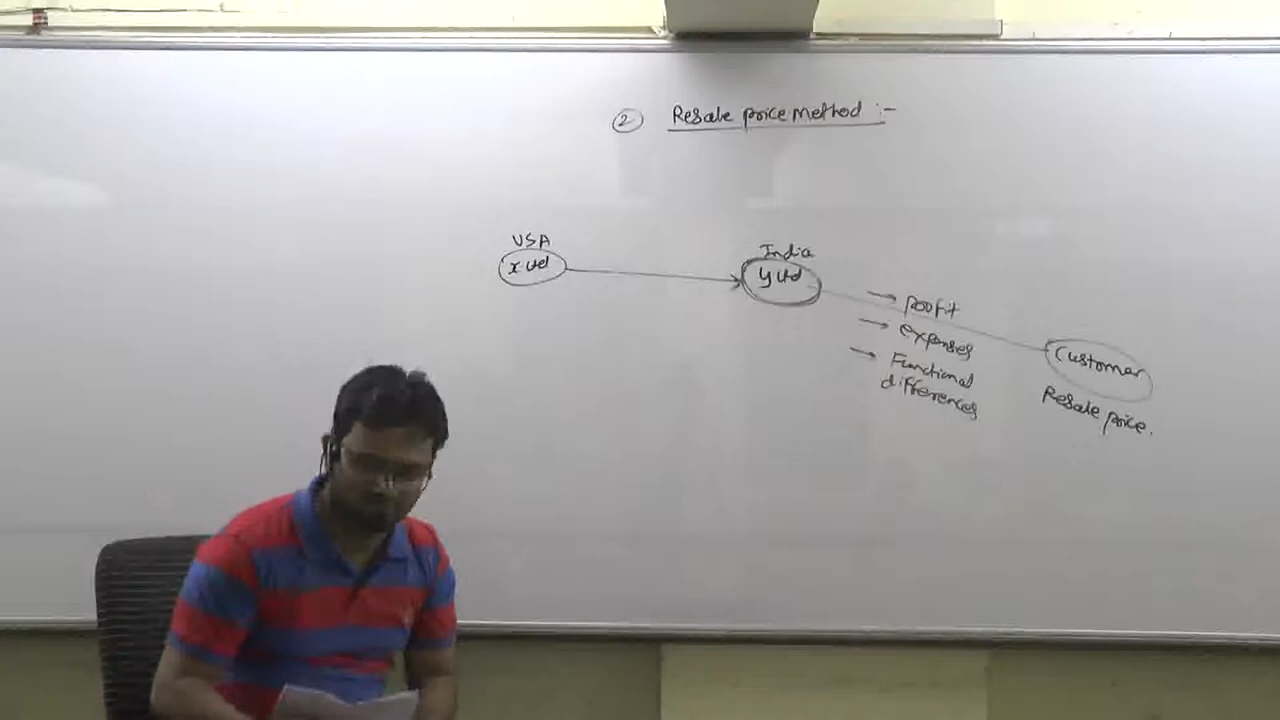 2 Resale price method :-
USA
X Ltd
India
Y Ltd
→ profit
→ expenses
→ Functional
differences
Customer
Resale price.